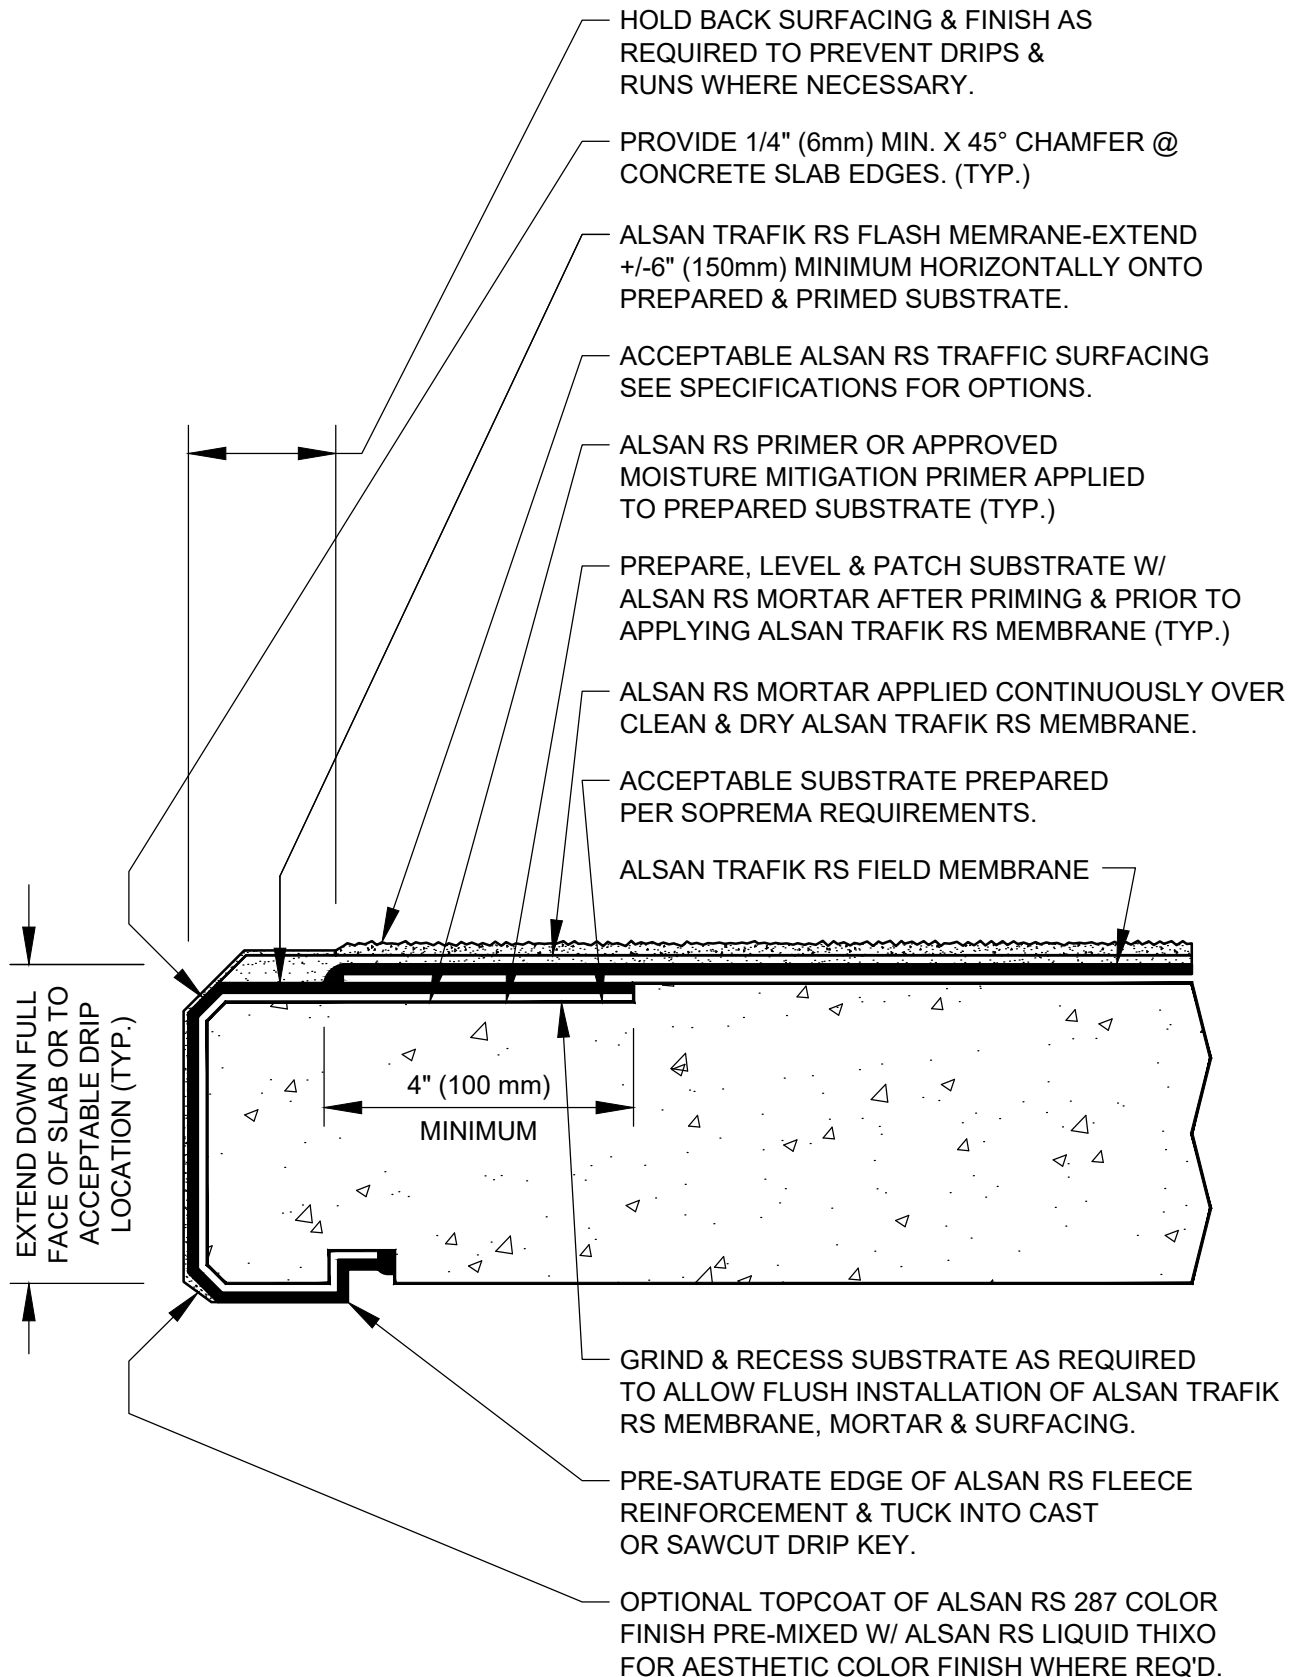 HOLD BACK SURFACING & FINISH AS
REQUIRED TO PREVENT DRIPS &
RUNS WHERE NECESSARY.
PROVIDE 1/4" (6mm) MIN. X 45° CHAMFER @
CONCRETE SLAB EDGES. (TYP.)
ALSAN TRAFIK RS FLASH MEMRANE-EXTEND
+/-6" (150mm) MINIMUM HORIZONTALLY ONTO
PREPARED & PRIMED SUBSTRATE.
ACCEPTABLE ALSAN RS TRAFFIC SURFACING
SEE SPECIFICATIONS FOR OPTIONS.
ALSAN RS PRIMER OR APPROVED
MOISTURE MITIGATION PRIMER APPLIED
TO PREPARED SUBSTRATE (TYP.)
PREPARE, LEVEL & PATCH SUBSTRATE W/
ALSAN RS MORTAR AFTER PRIMING & PRIOR TO
APPLYING ALSAN TRAFIK RS MEMBRANE (TYP.)
ALSAN RS MORTAR APPLIED CONTINUOUSLY OVER
CLEAN & DRY ALSAN TRAFIK RS MEMBRANE.
ACCEPTABLE SUBSTRATE PREPARED
PER SOPREMA REQUIREMENTS.
ALSAN TRAFIK RS FIELD MEMBRANE
EXTEND DOWN FULL
FACE OF SLAB OR TO
ACCEPTABLE DRIP
LOCATION (TYP.)
4" (100 mm)
MINIMUM
GRIND & RECESS SUBSTRATE AS REQUIRED
TO ALLOW FLUSH INSTALLATION OF ALSAN TRAFIK
RS MEMBRANE, MORTAR & SURFACING.
PRE-SATURATE EDGE OF ALSAN RS FLEECE
REINFORCEMENT & TUCK INTO CAST
OR SAWCUT DRIP KEY.
OPTIONAL TOPCOAT OF ALSAN RS 287 COLOR
FINISH PRE-MIXED W/ ALSAN RS LIQUID THIXO
FOR AESTHETIC COLOR FINISH WHERE REQ'D.